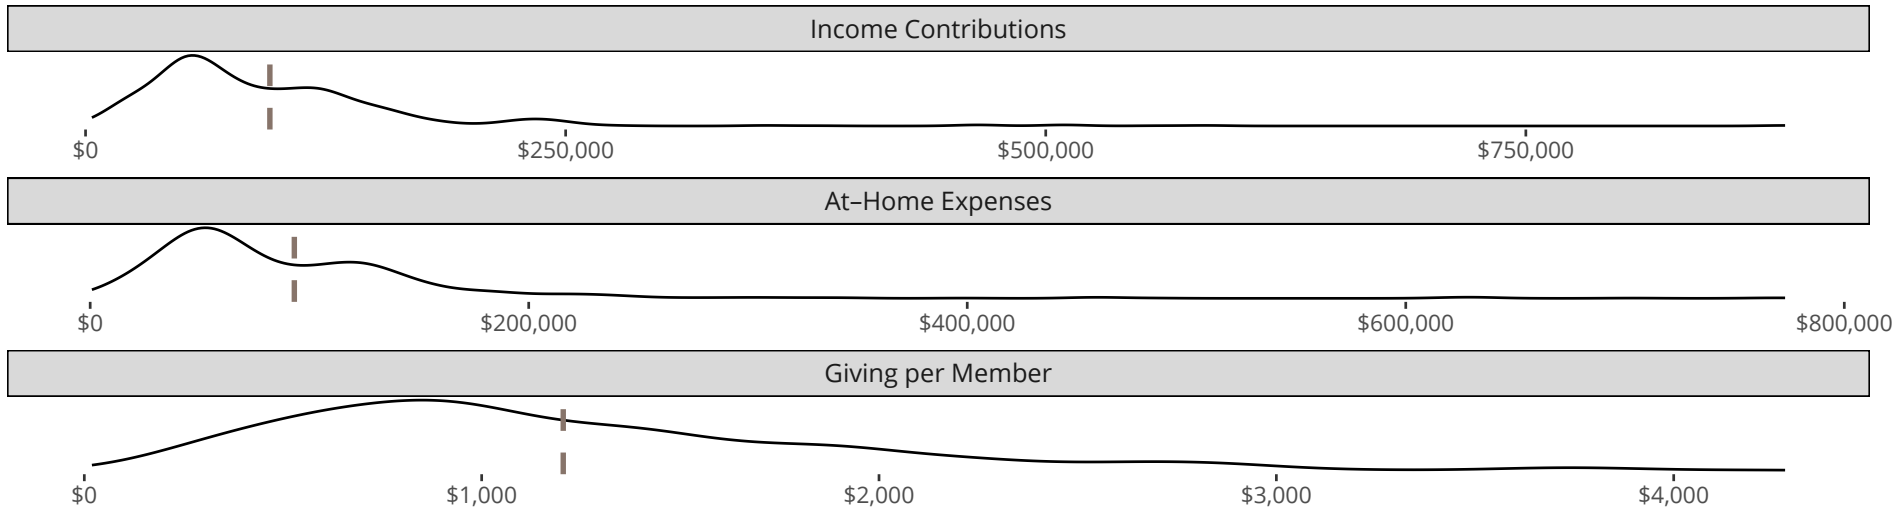 Income Contributions
$0 $250,000 $500,000 $750,000
At–Home Expenses
$0 $200,000 $400,000 $600,000 $800,000
Giving per Member
$0 $1,000 $2,000 $3,000 $4,000